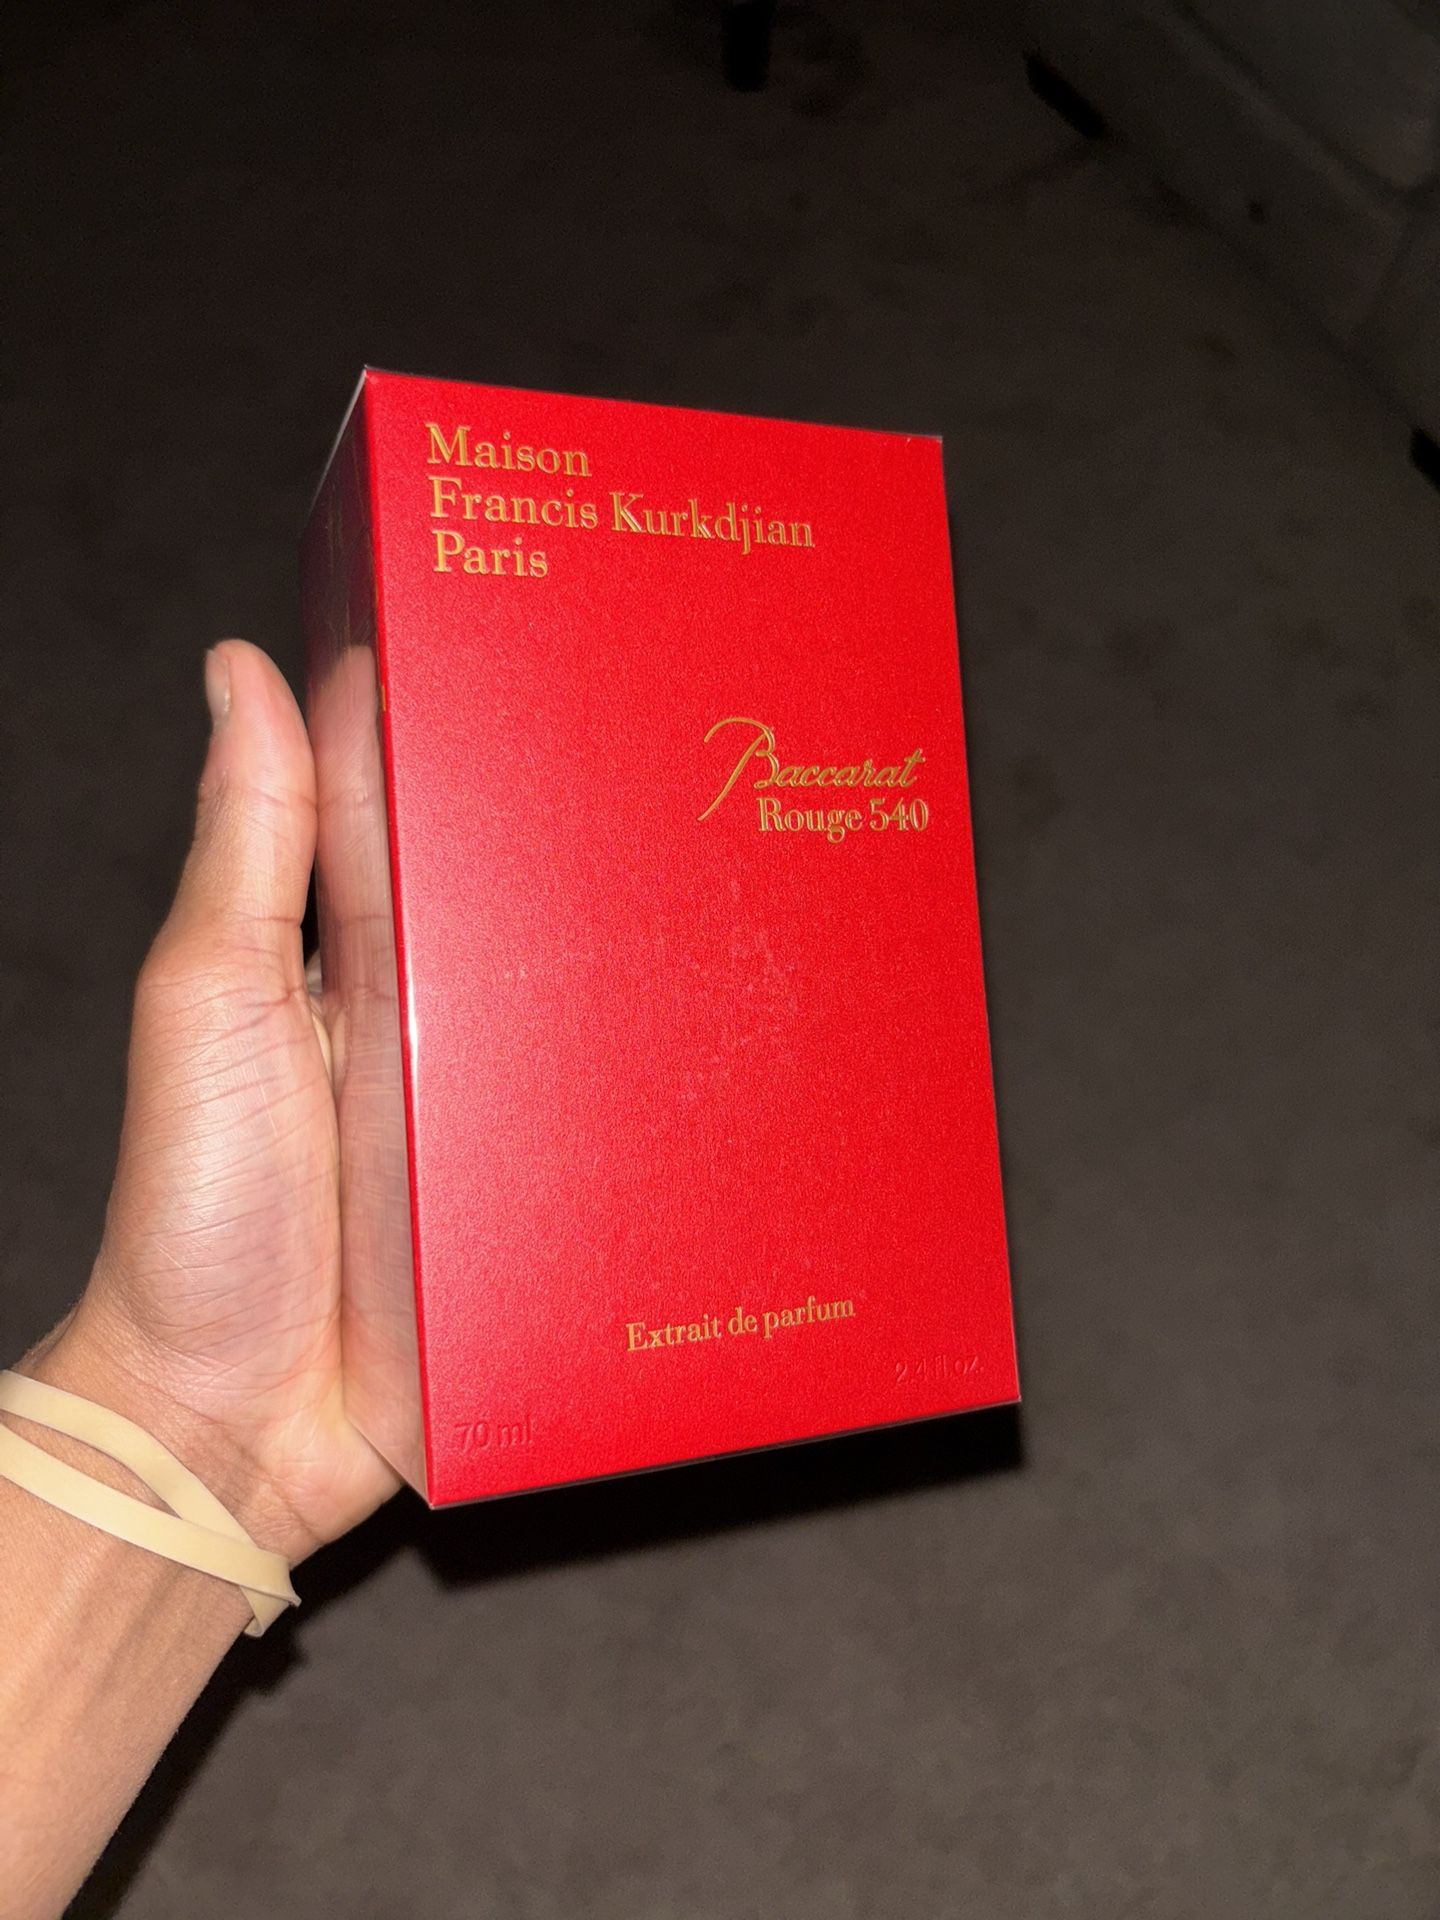 Maison
Francis Kurkdjian
Paris
Baccarat
Rouge 540
Extrait de parfum
70 ml
2.4 fl oz.